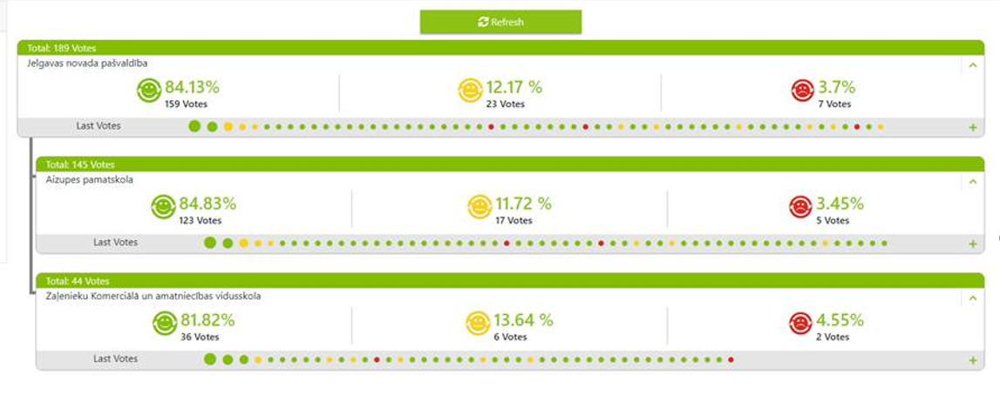 Refresh
Total: 189 Votes
Jelgavas novada pašvaldība
84.13% 12.17 % 3.7%
159 Votes 23 Votes 7 Votes
Last Votes
Total: 145 Votes
Aizupes pamatskola
84.83% 11.72 % 3.45%
123 Votes 17 Votes 5 Votes
Last Votes
Total: 44 Votes
Zaļenieku Komerciālā un amatniecības vidusskola
81.82% 13.64 % 4.55%
36 Votes 6 Votes 2 Votes
Last Votes